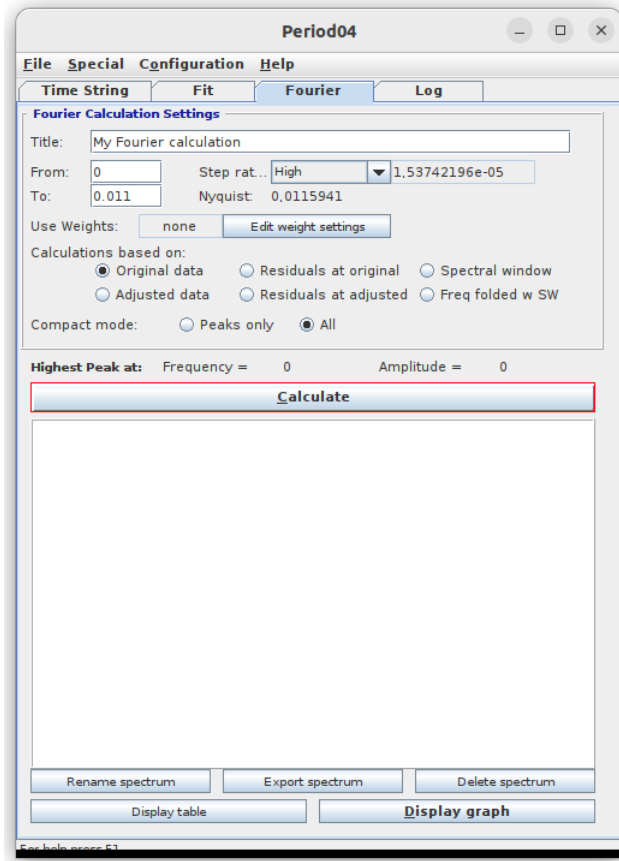 Period04
File Special Configuration Help
Time String Fit Fourier Log
Fourier Calculation Settings
Title: My Fourier calculation
From: 0 Step rat... High 1,53742196e-05
To: 0.011 Nyquist: 0,0115941
Use Weights: none Edit weight settings
Calculations based on:
Original data Residuals at original Spectral window
Adjusted data Residuals at adjusted Freq folded w SW
Compact mode: Peaks only All
Highest Peak at: Frequency = 0 Amplitude = 0
Calculate
Rename spectrum Export spectrum Delete spectrum
Display table Display graph
For help press F1